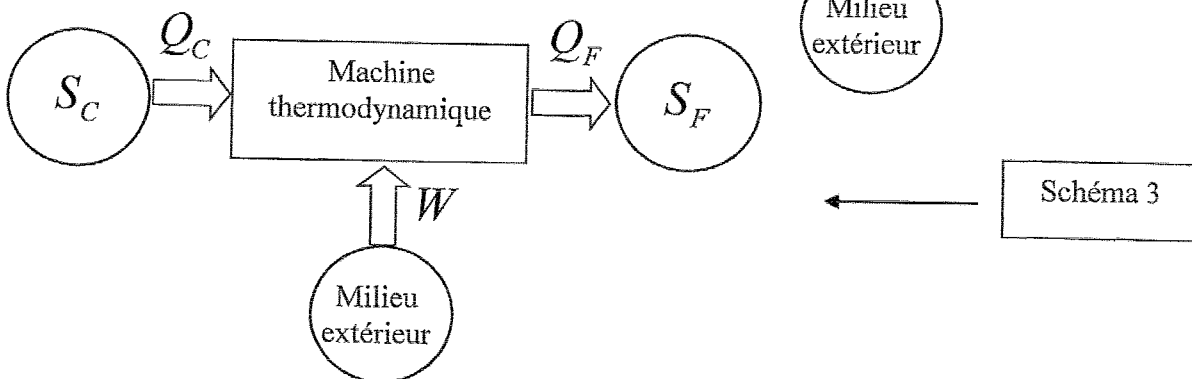 Milieu
extérieur
Q_C
Q_F
S_C
Machine
thermodynamique
S_F
W
Schéma 3
Milieu
extérieur